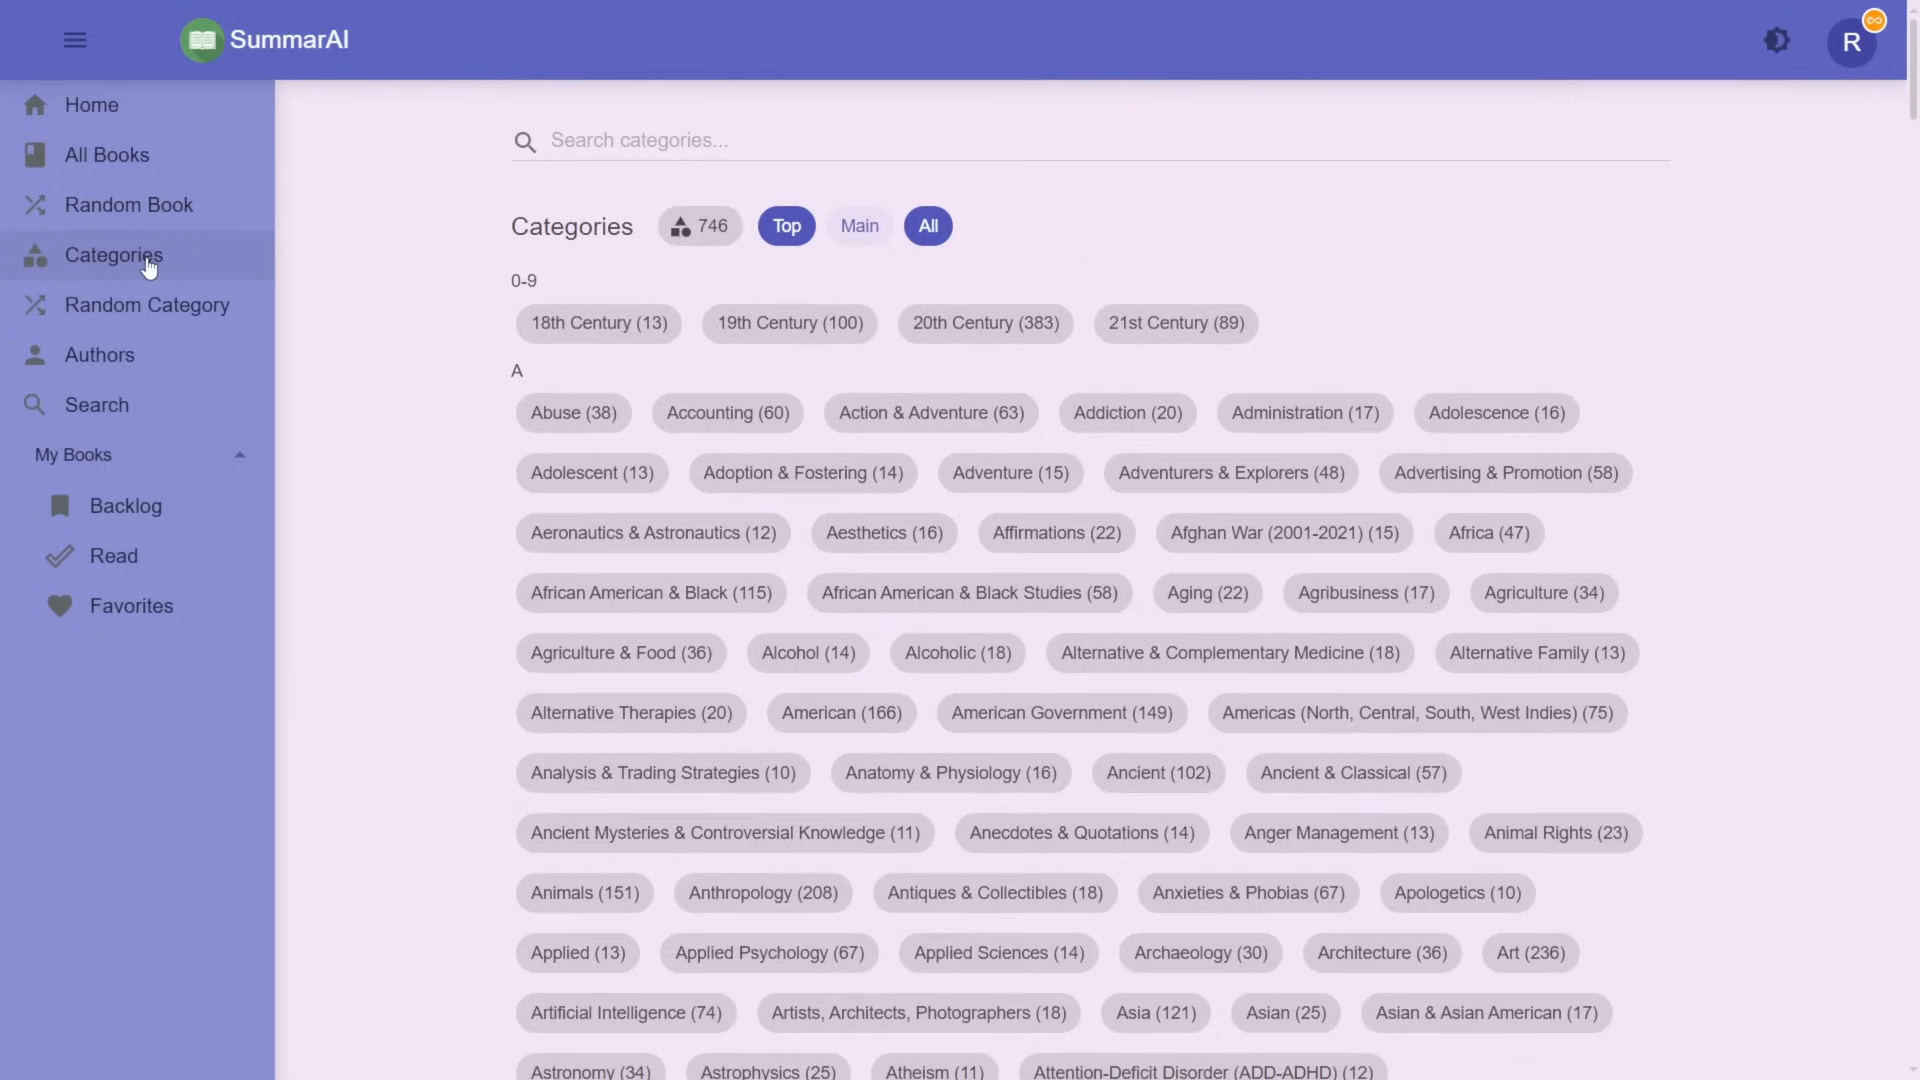 SummarAI
R
Home
All Books
Random Book
Categories
Random Category
Authors
Search
My Books
Backlog
Read
Favorites
Search categories...
Categories 746 Top Main All
0-9
18th Century (13) 19th Century (100) 20th Century (383) 21st Century (89)
A
Abuse (38) Accounting (60) Action & Adventure (63) Addiction (20) Administration (17) Adolescence (16)
Adolescent (13) Adoption & Fostering (14) Adventure (15) Adventurers & Explorers (48) Advertising & Promotion (58)
Aeronautics & Astronautics (12) Aesthetics (16) Affirmations (22) Afghan War (2001-2021) (15) Africa (47)
African American & Black (115) African American & Black Studies (58) Aging (22) Agribusiness (17) Agriculture (34)
Agriculture & Food (36) Alcohol (14) Alcoholic (18) Alternative & Complementary Medicine (18) Alternative Family (13)
Alternative Therapies (20) American (166) American Government (149) Americas (North, Central, South, West Indies) (75)
Analysis & Trading Strategies (10) Anatomy & Physiology (16) Ancient (102) Ancient & Classical (57)
Ancient Mysteries & Controversial Knowledge (11) Anecdotes & Quotations (14) Anger Management (13) Animal Rights (23)
Animals (151) Anthropology (208) Antiques & Collectibles (18) Anxieties & Phobias (67) Apologetics (10)
Applied (13) Applied Psychology (67) Applied Sciences (14) Archaeology (30) Architecture (36) Art (236)
Artificial Intelligence (74) Artists, Architects, Photographers (18) Asia (121) Asian (25) Asian & Asian American (17)
Astronomy (34) Astrophysics (25) Atheism (11) Attention-Deficit Disorder (ADD-ADHD) (12)